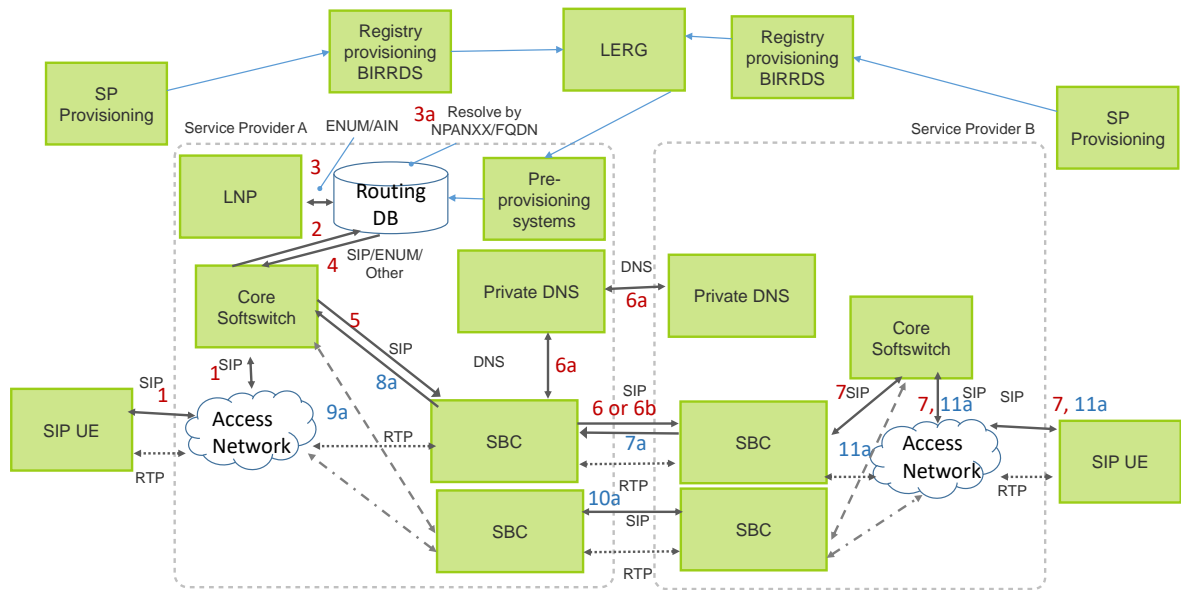 Registry
provisioning
BIRRDS
LERG
Registry
provisioning
BIRRDS
SP
Provisioning
SP
Provisioning
Service Provider A
ENUM/AIN
3a
Resolve by
NPANXX/FQDN
Service Provider B
3
LNP
Routing
DB
Pre-
provisioning
systems
2
4
SIP/ENUM/
Other
Core
Softswitch
Private DNS
DNS
6a
Private DNS
Core
Softswitch
5
SIP
8a
DNS
6a
SIP
1
SIP
1
SIP UE
RTP
Access
Network
9a
RTP
SBC
SIP
6 or 6b
7a
RTP
SBC
7
SIP
SIP
7, 11a
SIP
7, 11a
11a
Access
Network
RTP
SIP UE
SBC
10a
SIP
RTP
SBC